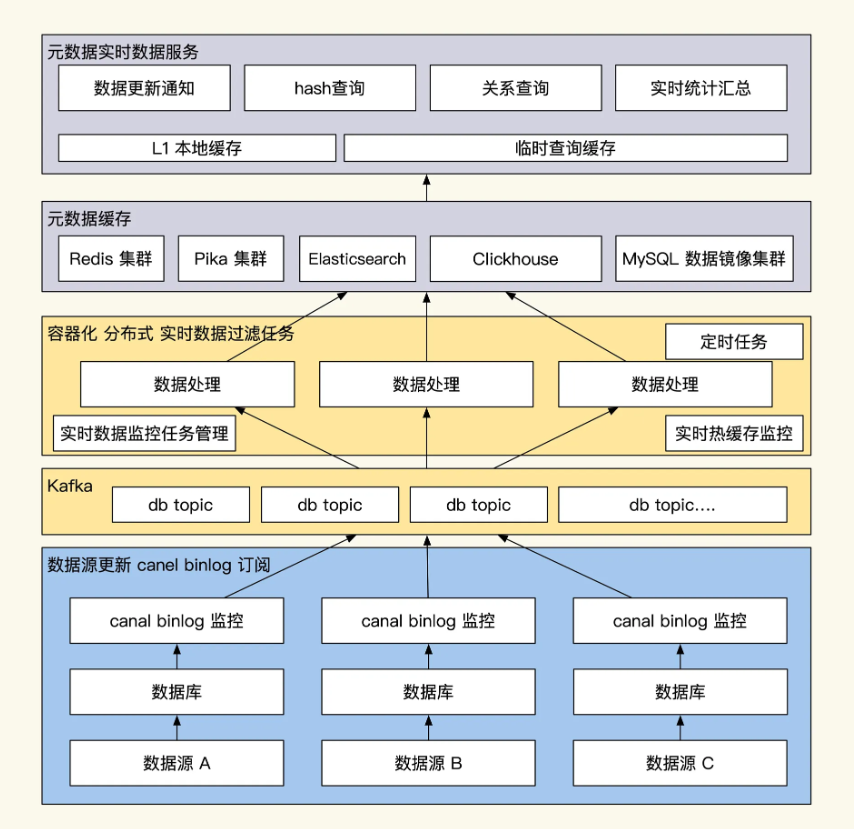 元数据实时数据服务
数据更新通知
hash查询
关系查询
实时统计汇总
L1 本地缓存
临时查询缓存
元数据缓存
Redis 集群
Pika 集群
Elasticsearch
Clickhouse
MySQL 数据镜像集群
容器化 分布式 实时数据过滤任务
定时任务
数据处理
数据处理
数据处理
实时数据监控任务管理
实时热缓存监控
Kafka
db topic
db topic
db topic
db topic....
数据源更新 canel binlog 订阅
canal binlog 监控
canal binlog 监控
canal binlog 监控
数据库
数据库
数据库
数据源 A
数据源 B
数据源 C